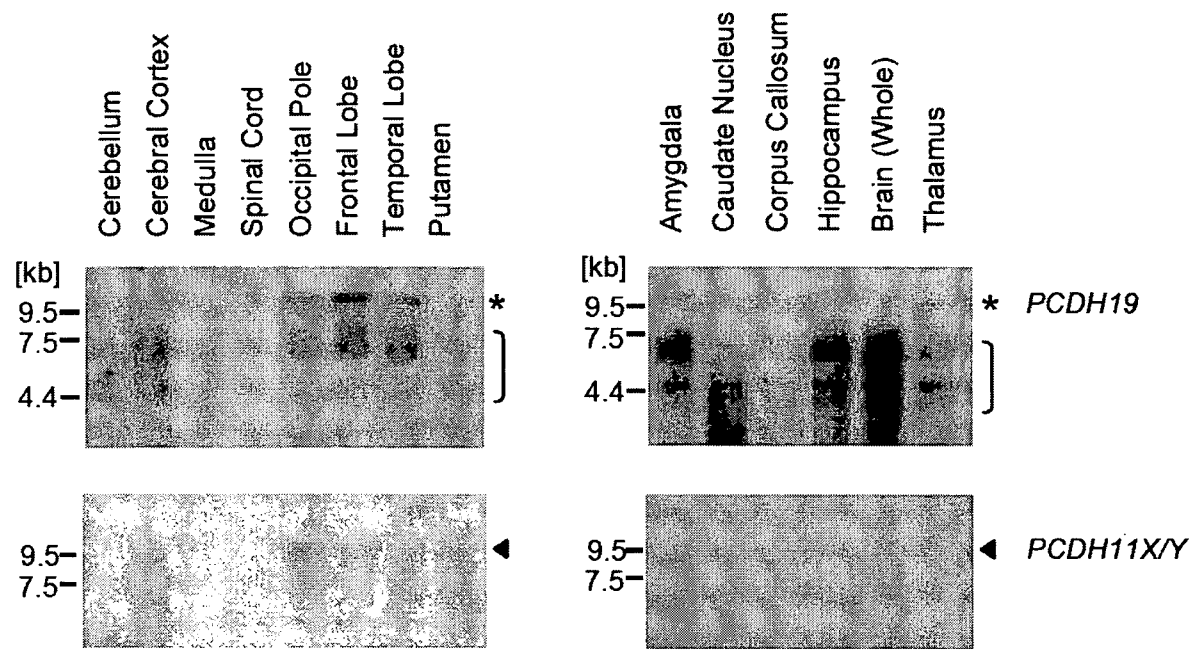 Cerebellum
Cerebral Cortex
Medulla
Spinal Cord
Occipital Pole
Frontal Lobe
Temporal Lobe
Putamen
Amygdala
Caudate Nucleus
Corpus Callosum
Hippocampus
Brain (Whole)
Thalamus
[kb]
9.5
*
7.5
4.4
[kb]
9.5
* PCDH19
7.5
4.4
9.5
7.5
9.5
PCDH11X/Y
7.5